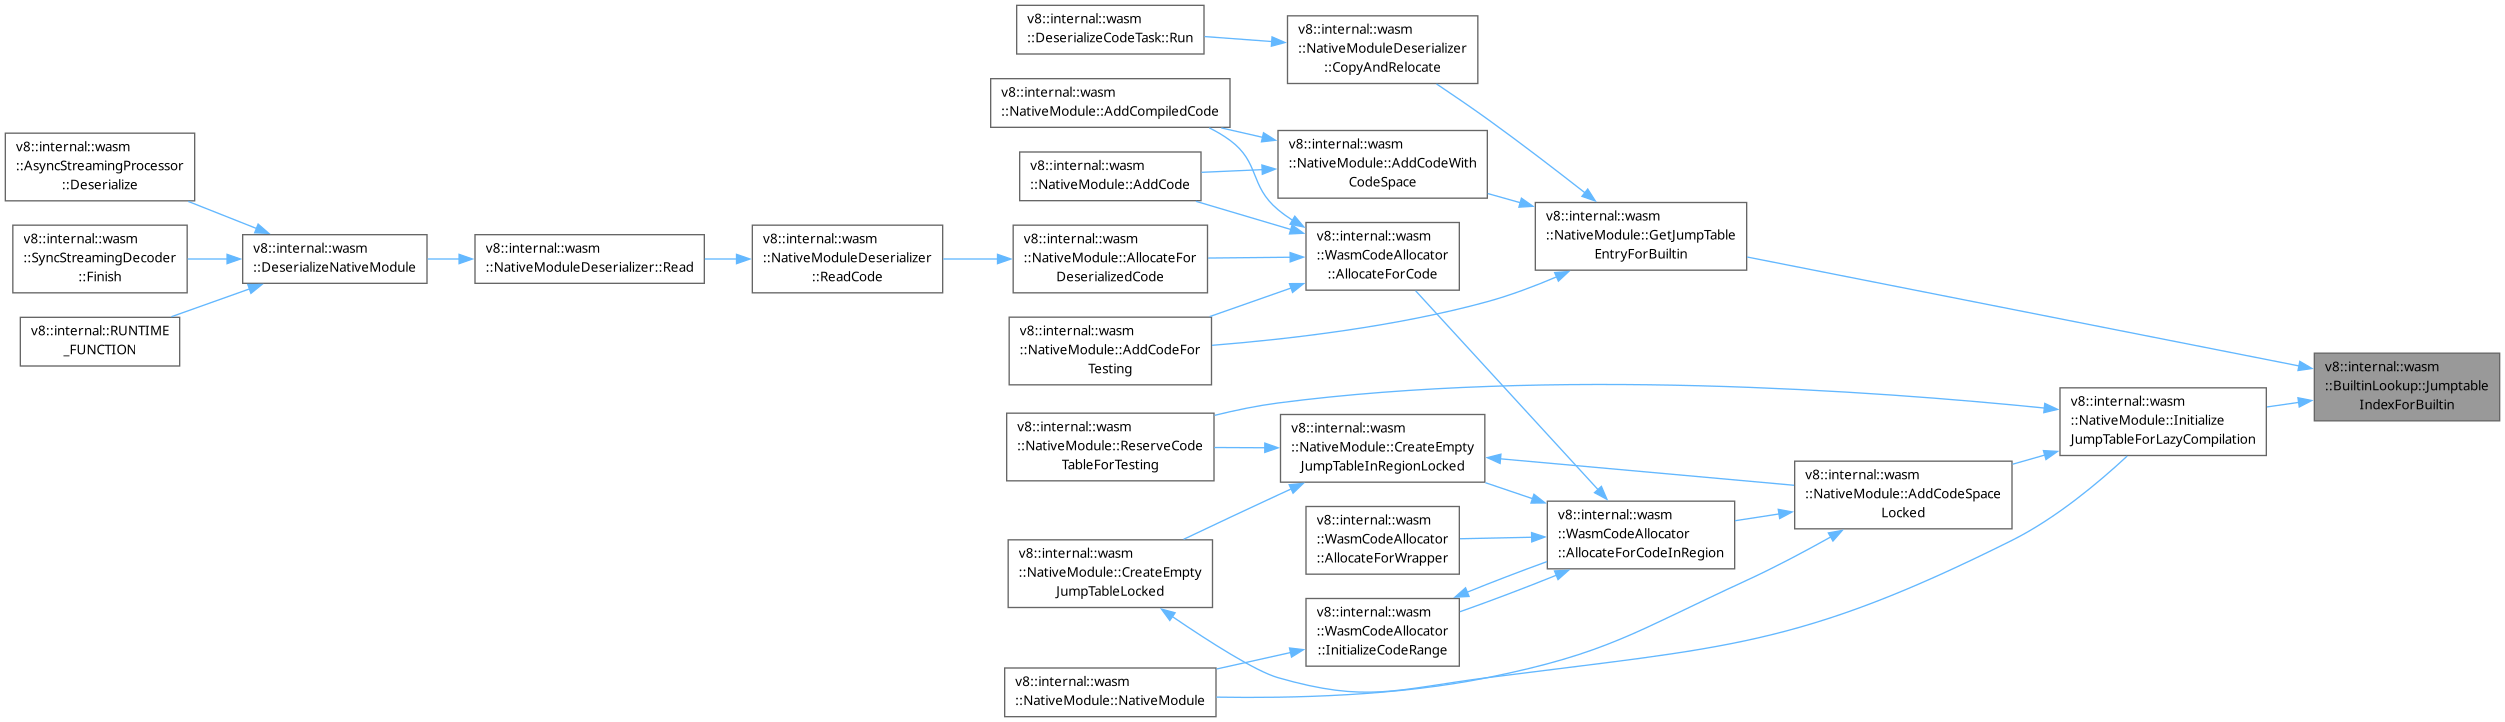 v8::internal::wasm
::DeserializeCodeTask::Run
v8::internal::wasm
::NativeModuleDeserializer
::CopyAndRelocate
v8::internal::wasm
::NativeModule::AddCompiledCode
v8::internal::wasm
::AsyncStreamingProcessor
::Deserialize
v8::internal::wasm
::NativeModule::AddCodeWith
CodeSpace
v8::internal::wasm
::NativeModule::AddCode
v8::internal::wasm
::NativeModule::GetJumpTable
EntryForBuiltin
v8::internal::wasm
::SyncStreamingDecoder
::Finish
v8::internal::wasm
::DeserializeNativeModule
v8::internal::wasm
::NativeModuleDeserializer::Read
v8::internal::wasm
::NativeModuleDeserializer
::ReadCode
v8::internal::wasm
::NativeModule::AllocateFor
DeserializedCode
v8::internal::wasm
::WasmCodeAllocator
::AllocateForCode
v8::internal::RUNTIME
_FUNCTION
v8::internal::wasm
::NativeModule::AddCodeFor
Testing
v8::internal::wasm
::BuiltinLookup::Jumptable
IndexForBuiltin
v8::internal::wasm
::NativeModule::Initialize
JumpTableForLazyCompilation
v8::internal::wasm
::NativeModule::ReserveCode
TableForTesting
v8::internal::wasm
::NativeModule::CreateEmpty
JumpTableInRegionLocked
v8::internal::wasm
::NativeModule::AddCodeSpace
Locked
v8::internal::wasm
::WasmCodeAllocator
::AllocateForWrapper
v8::internal::wasm
::WasmCodeAllocator
::AllocateForCodeInRegion
v8::internal::wasm
::NativeModule::CreateEmpty
JumpTableLocked
v8::internal::wasm
::WasmCodeAllocator
::InitializeCodeRange
v8::internal::wasm
::NativeModule::NativeModule